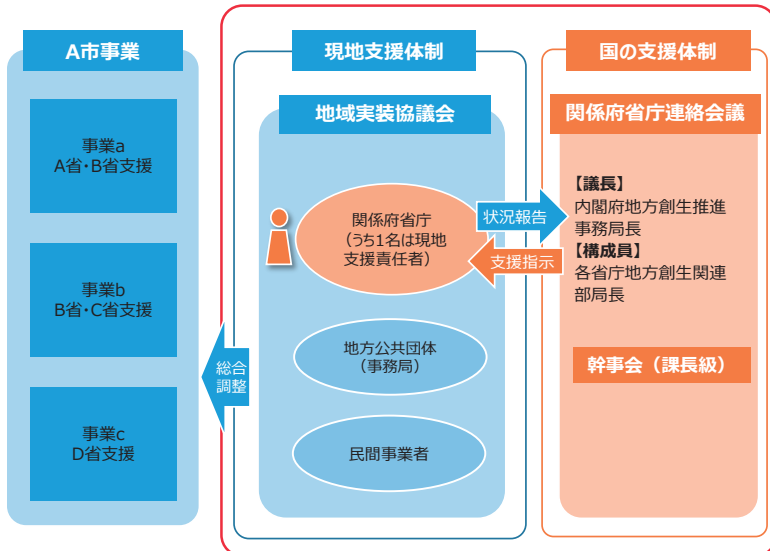 A市事業
事業a
A省・B省支援
事業b
B省・C省支援
事業c
D省支援
総合
調整
現地支援体制
地域実装協議会
関係府省庁
(うち1名は現地
支援責任者)
地方公共団体
(事務局)
民間事業者
状況報告
支援指示
国の支援体制
関係府省庁連絡会議
【議長】
内閣府地方創生推進
事務局長
【構成員】
各省庁地方創生関連
部局長
幹事会（課長級）